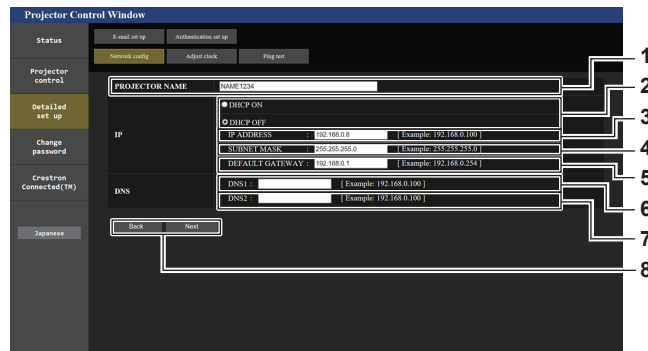 Projector Control Window
Status
E-mail set up
Authentication set up
Network config
Adjust clock
Ping test
Projector control
Detailed set up
Change password
Crestron Connected(TM)
Japanese
PROJECTOR NAME NAME1234
IP
DHCP ON
DHCP OFF
IP ADDRESS : 192.168.0.8 [ Example: 192.168.0.100 ]
SUBNET MASK : 255.255.255.0 [ Example: 255.255.255.0 ]
DEFAULT GATEWAY : 192.168.0.1 [ Example: 192.168.0.254 ]
DNS
DNS1 : [ Example: 192.168.0.100 ]
DNS2 : [ Example: 192.168.0.100 ]
Back Next
1
2
3
4
5
6
7
8